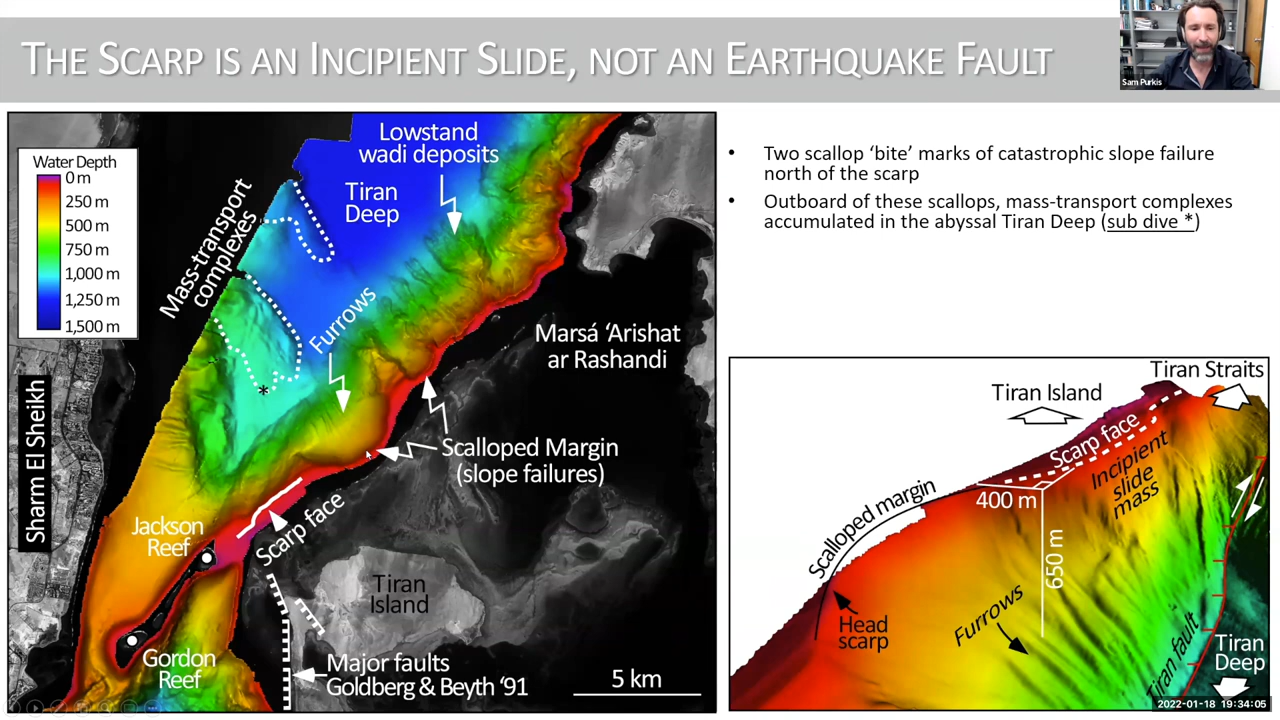 THE SCARP IS AN INCIPIENT SLIDE, NOT AN EARTHQUAKE FAULT
Sam Purkis
Water Depth
0 m
250 m
500 m
750 m
1,000 m
1,250 m
1,500 m
Mass-transport
complexes
Lowstand
wadi deposits
Tiran
Deep
Furrows
*
Marsá ‘Arishat
ar Rashandi
Sharm El Sheikh
Scalloped Margin
(slope failures)
Scarp face
Jackson
Reef
Tiran
Island
Gordon
Reef
Major faults
Goldberg & Beyth ‘91
5 km
• Two scallop ‘bite’ marks of catastrophic slope failure
north of the scarp
• Outboard of these scallops, mass-transport complexes
accumulated in the abyssal Tiran Deep (sub dive *)
Tiran Straits
Tiran Island
Scarp face
Incipient
slide
mass
400 m
650 m
Scalloped margin
Head
scarp
Furrows
Tiran fault
Tiran
Deep
2022-01-18 19:34:05